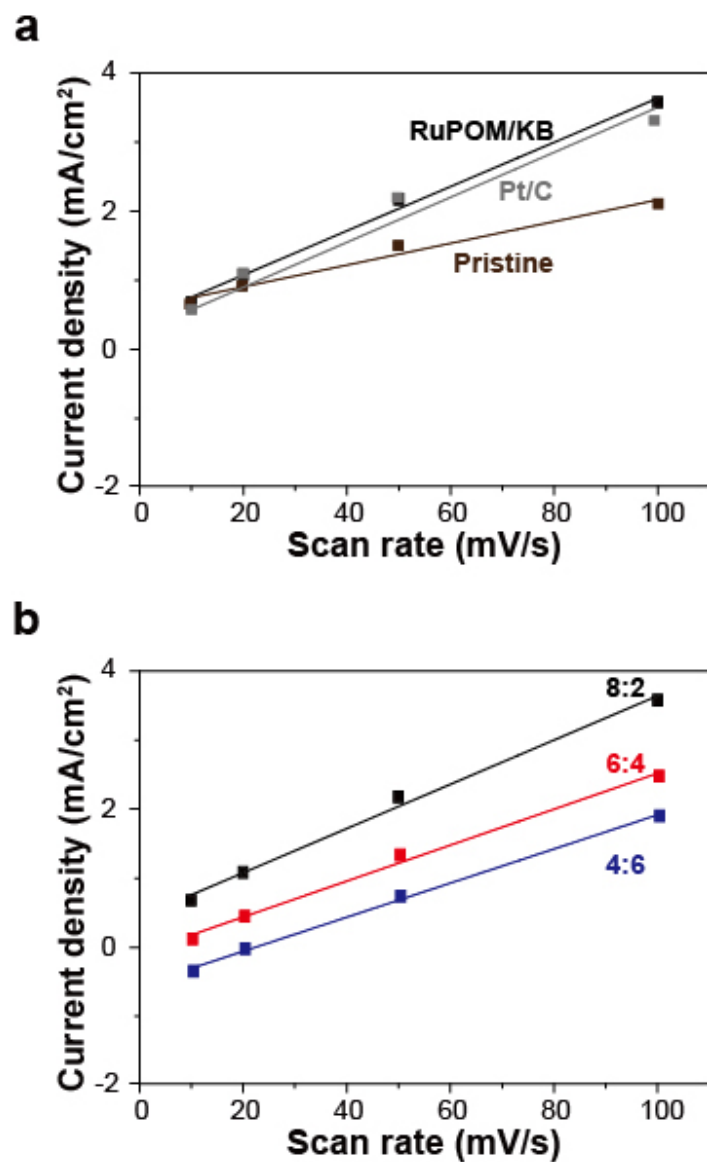 a
4
2
0
-2
Current density (mA/cm²)
RuPOM/KB
Pt/C
Pristine
0 20 40 60 80 100
Scan rate (mV/s)
b
4
2
0
-2
Current density (mA/cm²)
8:2
6:4
4:6
0 20 40 60 80 100
Scan rate (mV/s)